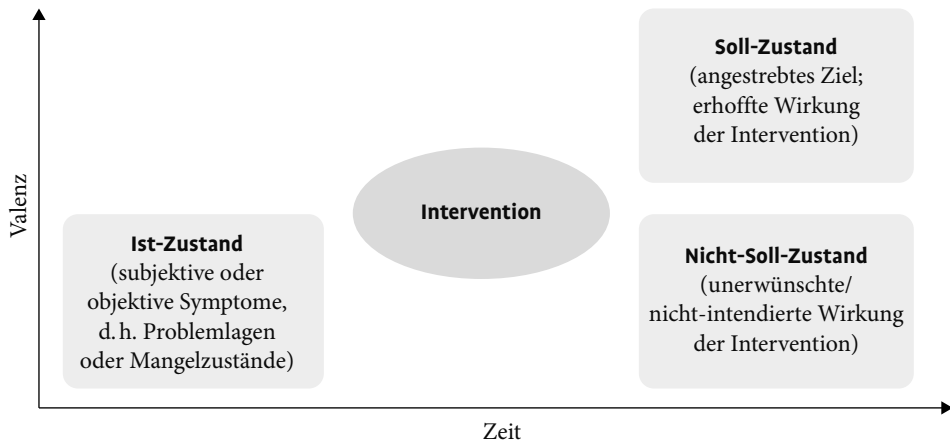 Valenz
Soll-Zustand
(angestrebtes Ziel;
erhoffte Wirkung
der Intervention)
Intervention
Ist-Zustand
(subjektive oder
objektive Symptome,
d. h. Problemlagen
oder Mangelzustände)
Nicht-Soll-Zustand
(unerwünschte/
nicht-intendierte Wirkung
der Intervention)
Zeit